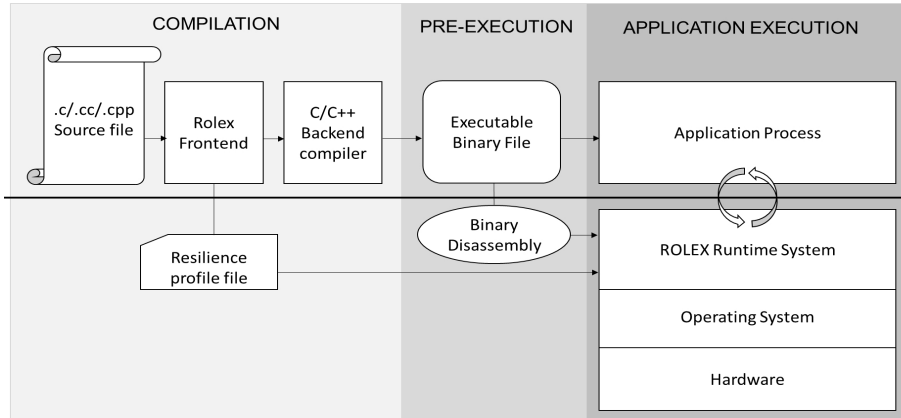 COMPILATION
PRE-EXECUTION
APPLICATION EXECUTION
.c/.cc/.cpp
Source file
Rolex
Frontend
C/C++
Backend
compiler
Executable
Binary File
Application Process
Resilience
profile file
Binary
Disassembly
ROLEX Runtime System
Operating System
Hardware